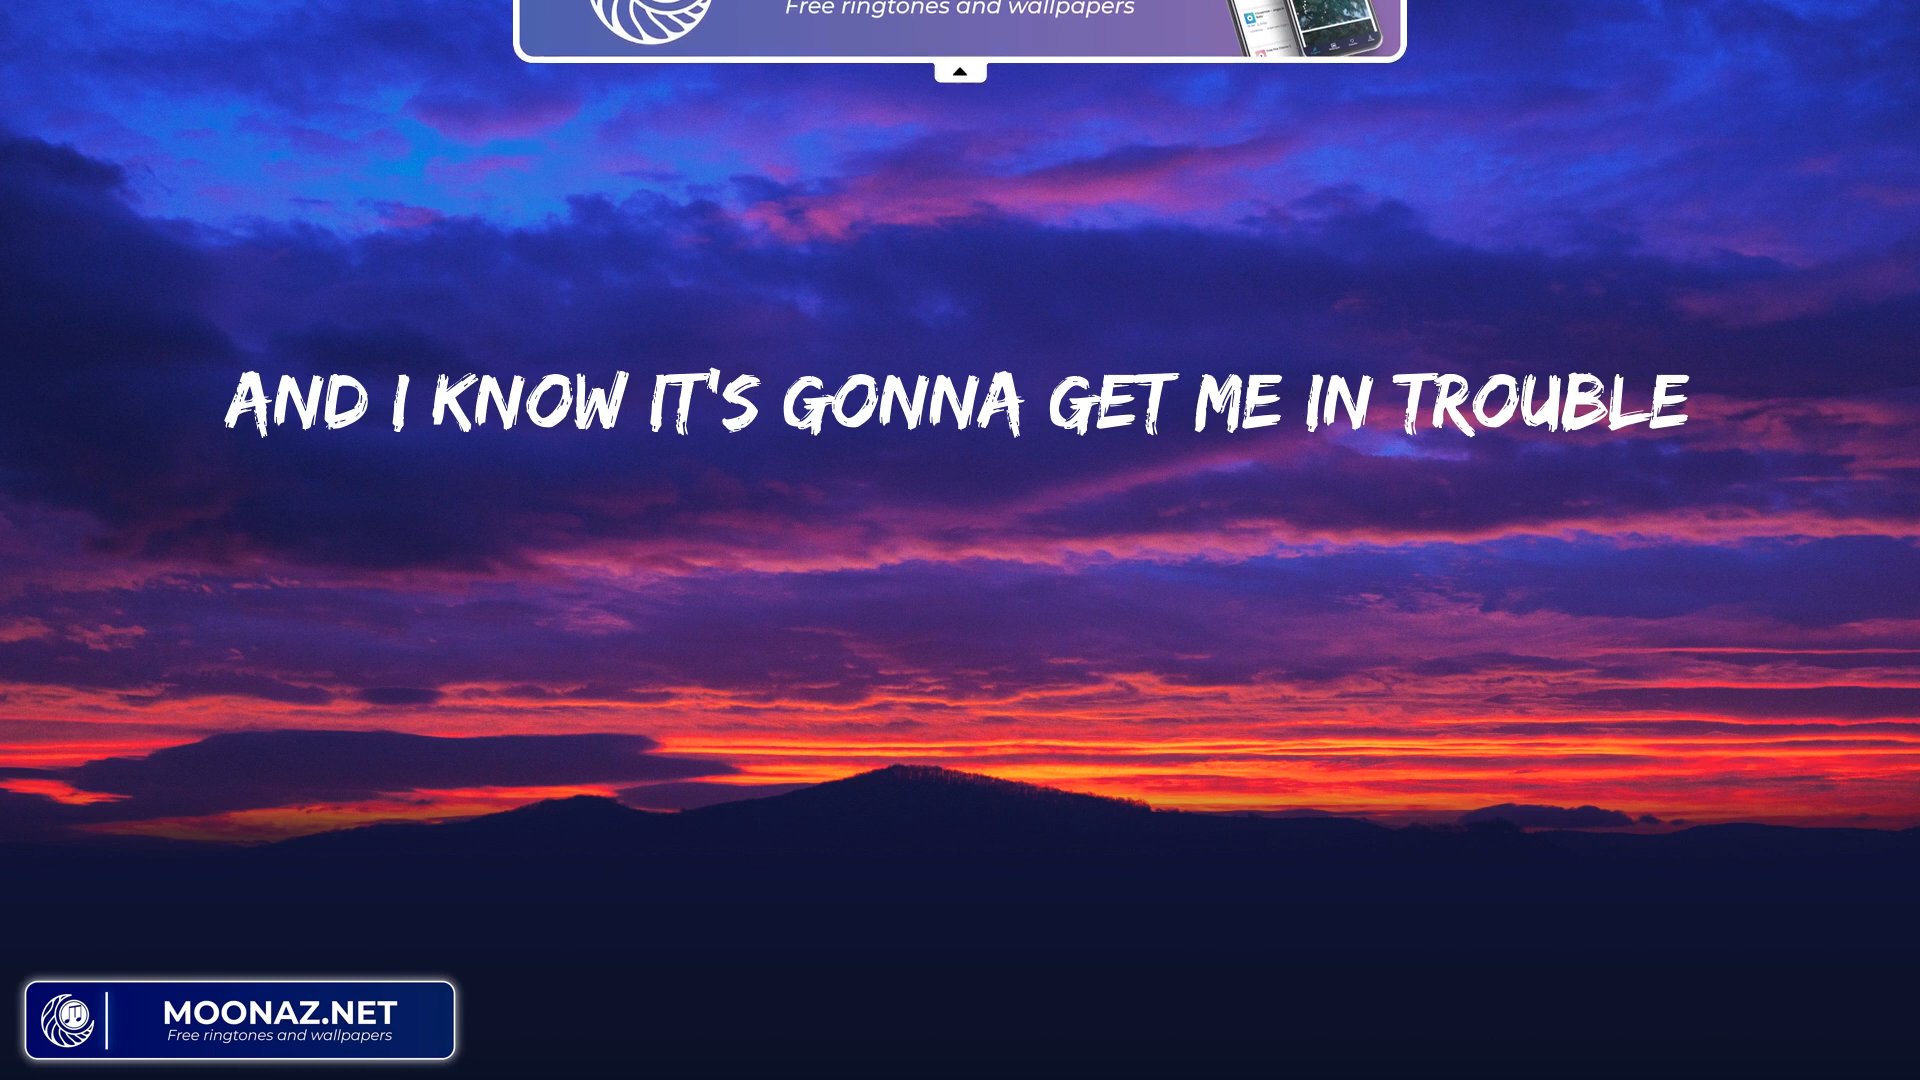 Free ringtones and wallpapers
AND I KNOW IT'S GONNA GET ME IN TROUBLE
MOONAZ.NET
Free ringtones and wallpapers